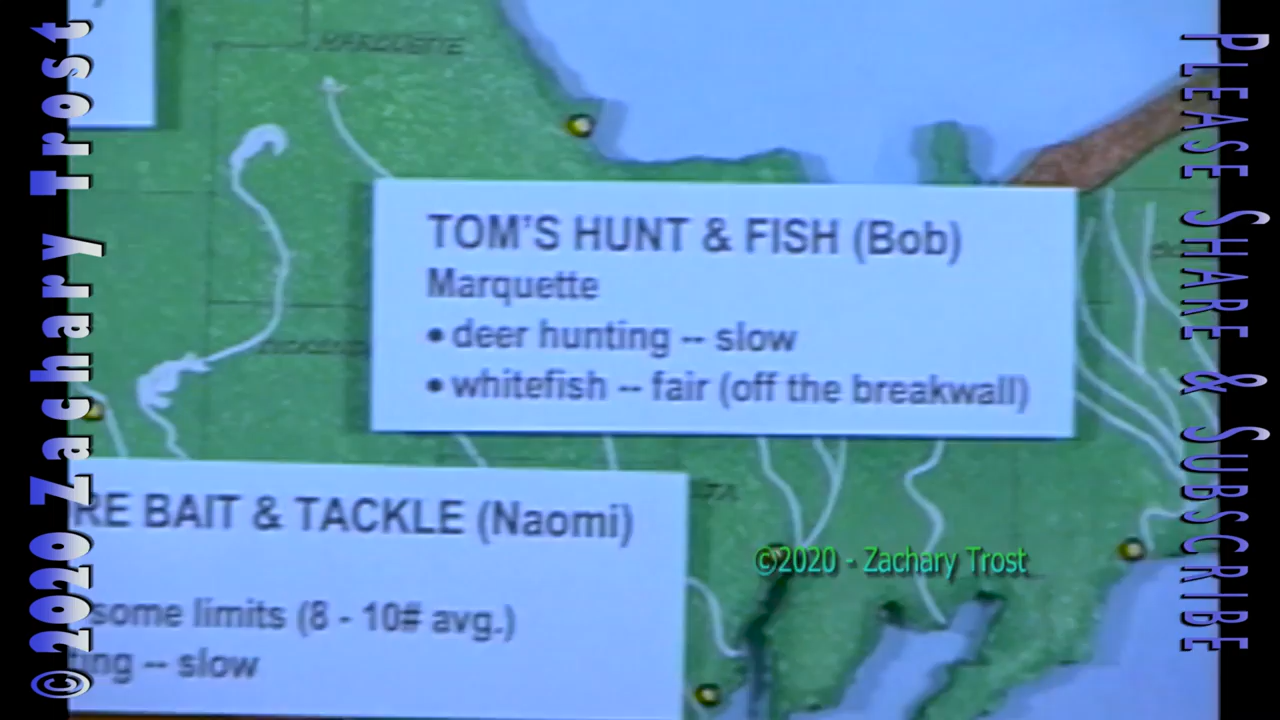 ©2020 Zachary Trost
MARQUETTE
TOM'S HUNT & FISH (Bob)
Marquette
• deer hunting -- slow
• whitefish -- fair (off the breakwall)
RE BAIT & TACKLE (Naomi)
some limits (8 - 10# avg.)
ting -- slow
©2020 - Zachary Trost
PLEASE SHARE & SUBSCRIBE